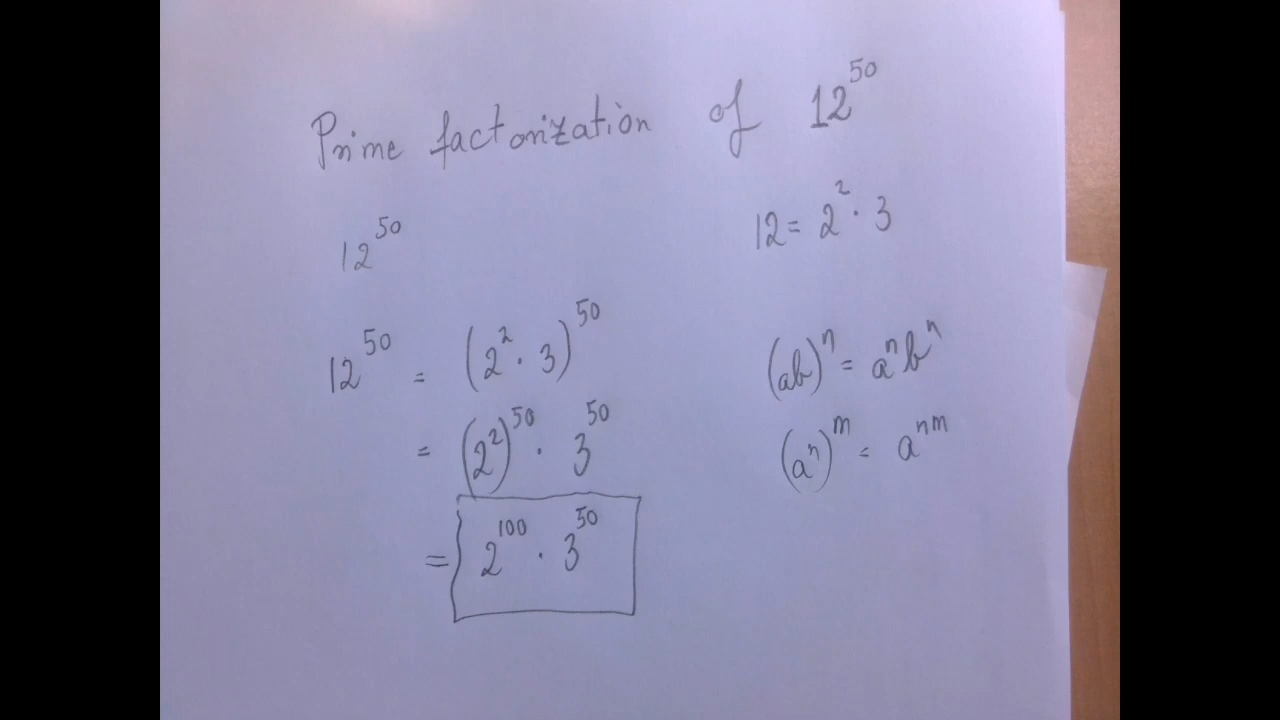 Prime factorization of 12^50
12^50
12 = 2^2 · 3
12^50 = (2^2 · 3)^50
(ab)^n = a^n b^n
= (2^2)^50 · 3^50
(a^n)^m = a^nm
= 2^100 · 3^50